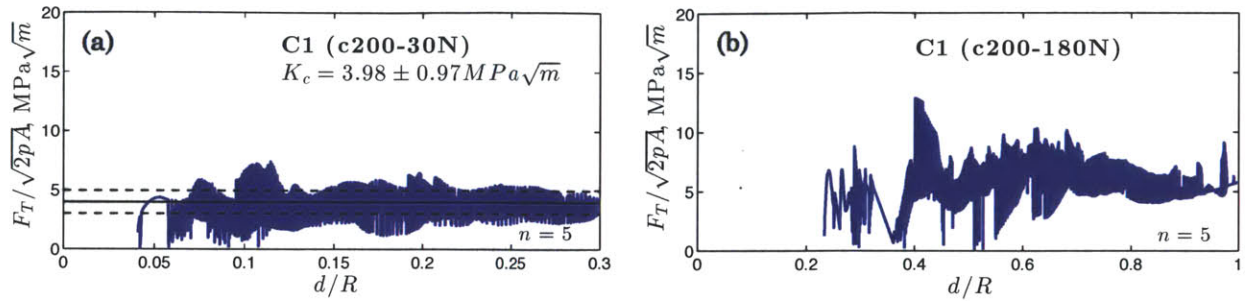 (a)
C1 (c200-30N)
K_c = 3.98 ± 0.97MPa√m
F_T/√2pA, MPa√m
20
15
10
5
0
0
0.05
0.1
0.15
0.2
0.25
0.3
d/R
n = 5
(b)
C1 (c200-180N)
F_T/√2pA, MPa√m
20
15
10
5
0
0
0.2
0.4
0.6
0.8
1
d/R
n = 5